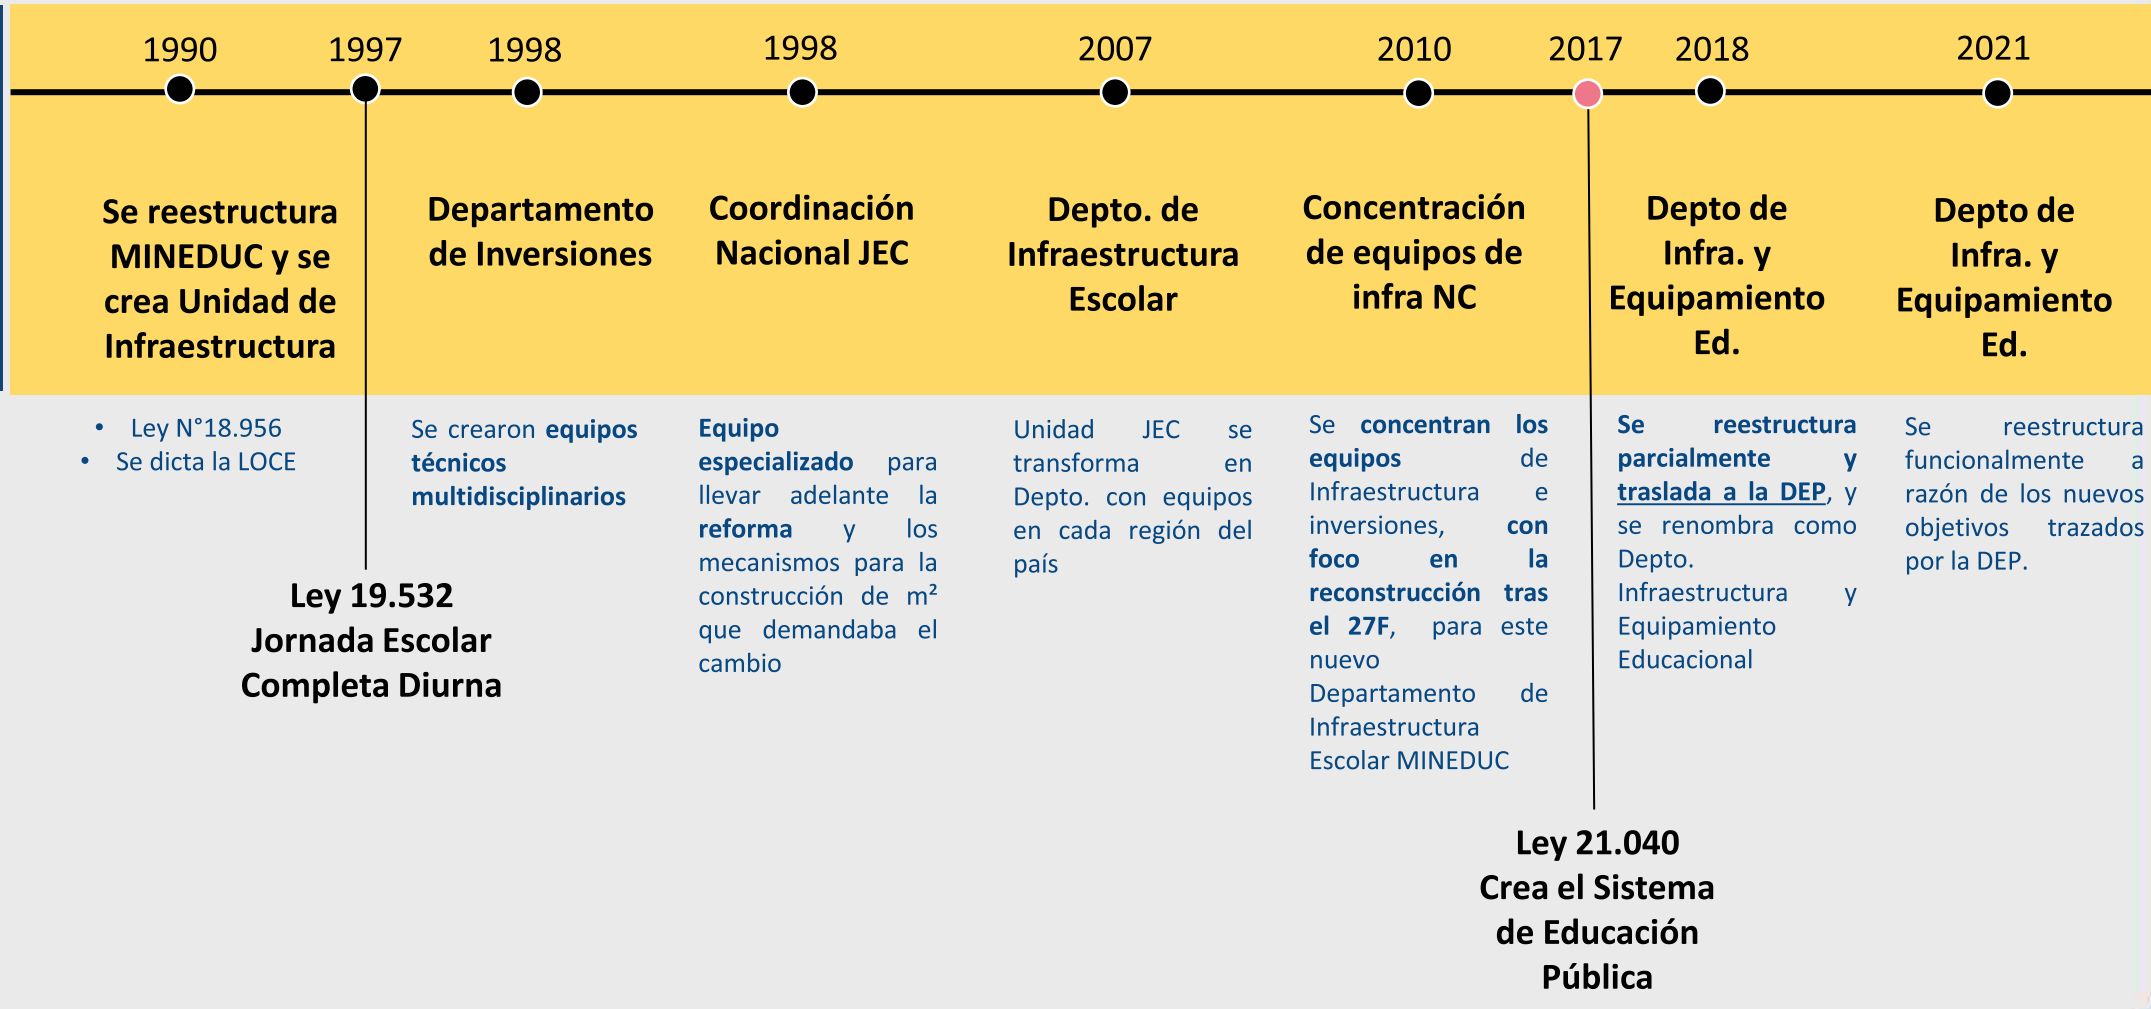 1990
1997
1998
1998
2007
2010
2017
2018
2021
Se reestructura
MINEDUC y se
crea Unidad de
Infraestructura
• Ley N°18.956
• Se dicta la LOCE
Ley 19.532
Jornada Escolar
Completa Diurna
Departamento
de Inversiones
Se crearon equipos
técnicos
multidisciplinarios
Coordinación
Nacional JEC
Equipo
especializado para
llevar adelante la
reforma y los
mecanismos para la
construcción de m²
que demandaba el
cambio
Depto. de
Infraestructura
Escolar
Unidad JEC se
transforma en
Depto. con equipos
en cada región del
país
Concentración
de equipos de
infra NC
Se concentran los
equipos de
Infraestructura e
inversiones, con
foco en la
reconstrucción tras
el 27F, para este
nuevo
Departamento de
Infraestructura
Escolar MINEDUC
Ley 21.040
Crea el Sistema
de Educación
Pública
Depto de
Infra. y
Equipamiento
Ed.
Se reestructura
parcialmente y
traslada a la DEP, y
se renombra como
Depto.
Infraestructura y
Equipamiento
Educacional
Depto de
Infra. y
Equipamiento
Ed.
Se reestructura
funcionalmente a
razón de los nuevos
objetivos trazados
por la DEP.